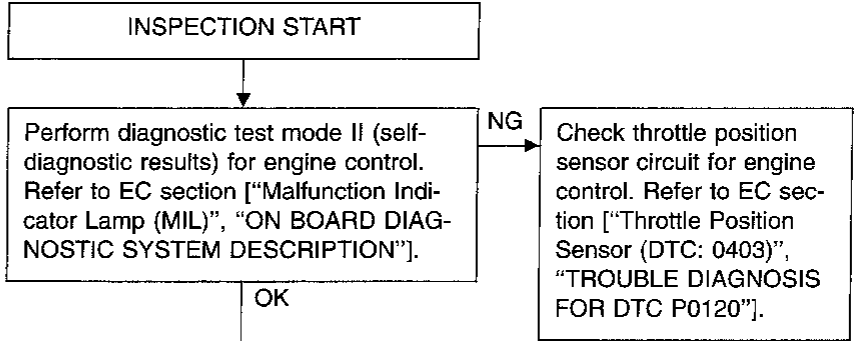 INSPECTION START
Perform diagnostic test mode II (self-
diagnostic results) for engine control.
Refer to EC section [“Malfunction Indi-
cator Lamp (MIL)”, “ON BOARD DIAG-
NOSTIC SYSTEM DESCRIPTION”].
NG
Check throttle position
sensor circuit for engine
control. Refer to EC sec-
tion [“Throttle Position
Sensor (DTC: 0403)”,
“TROUBLE DIAGNOSIS
FOR DTC P0120”].
OK